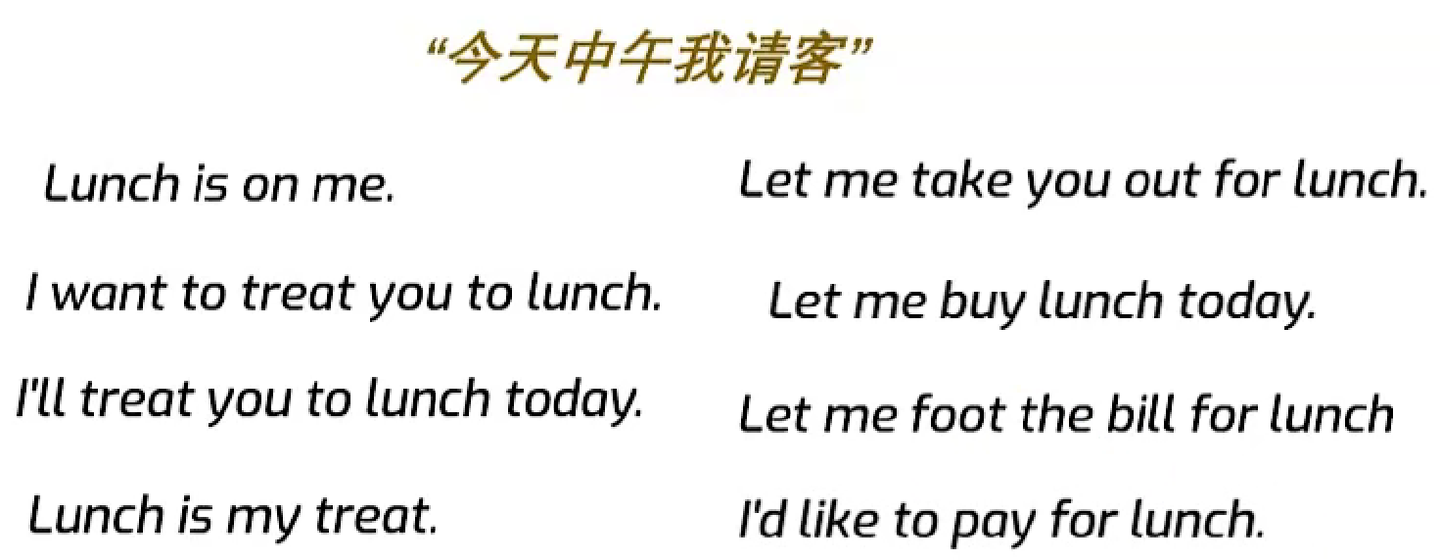 “今天中午我请客”
Lunch is on me.
I want to treat you to lunch.
I'll treat you to lunch today.
Lunch is my treat.
Let me take you out for lunch.
Let me buy lunch today.
Let me foot the bill for lunch
I'd like to pay for lunch.